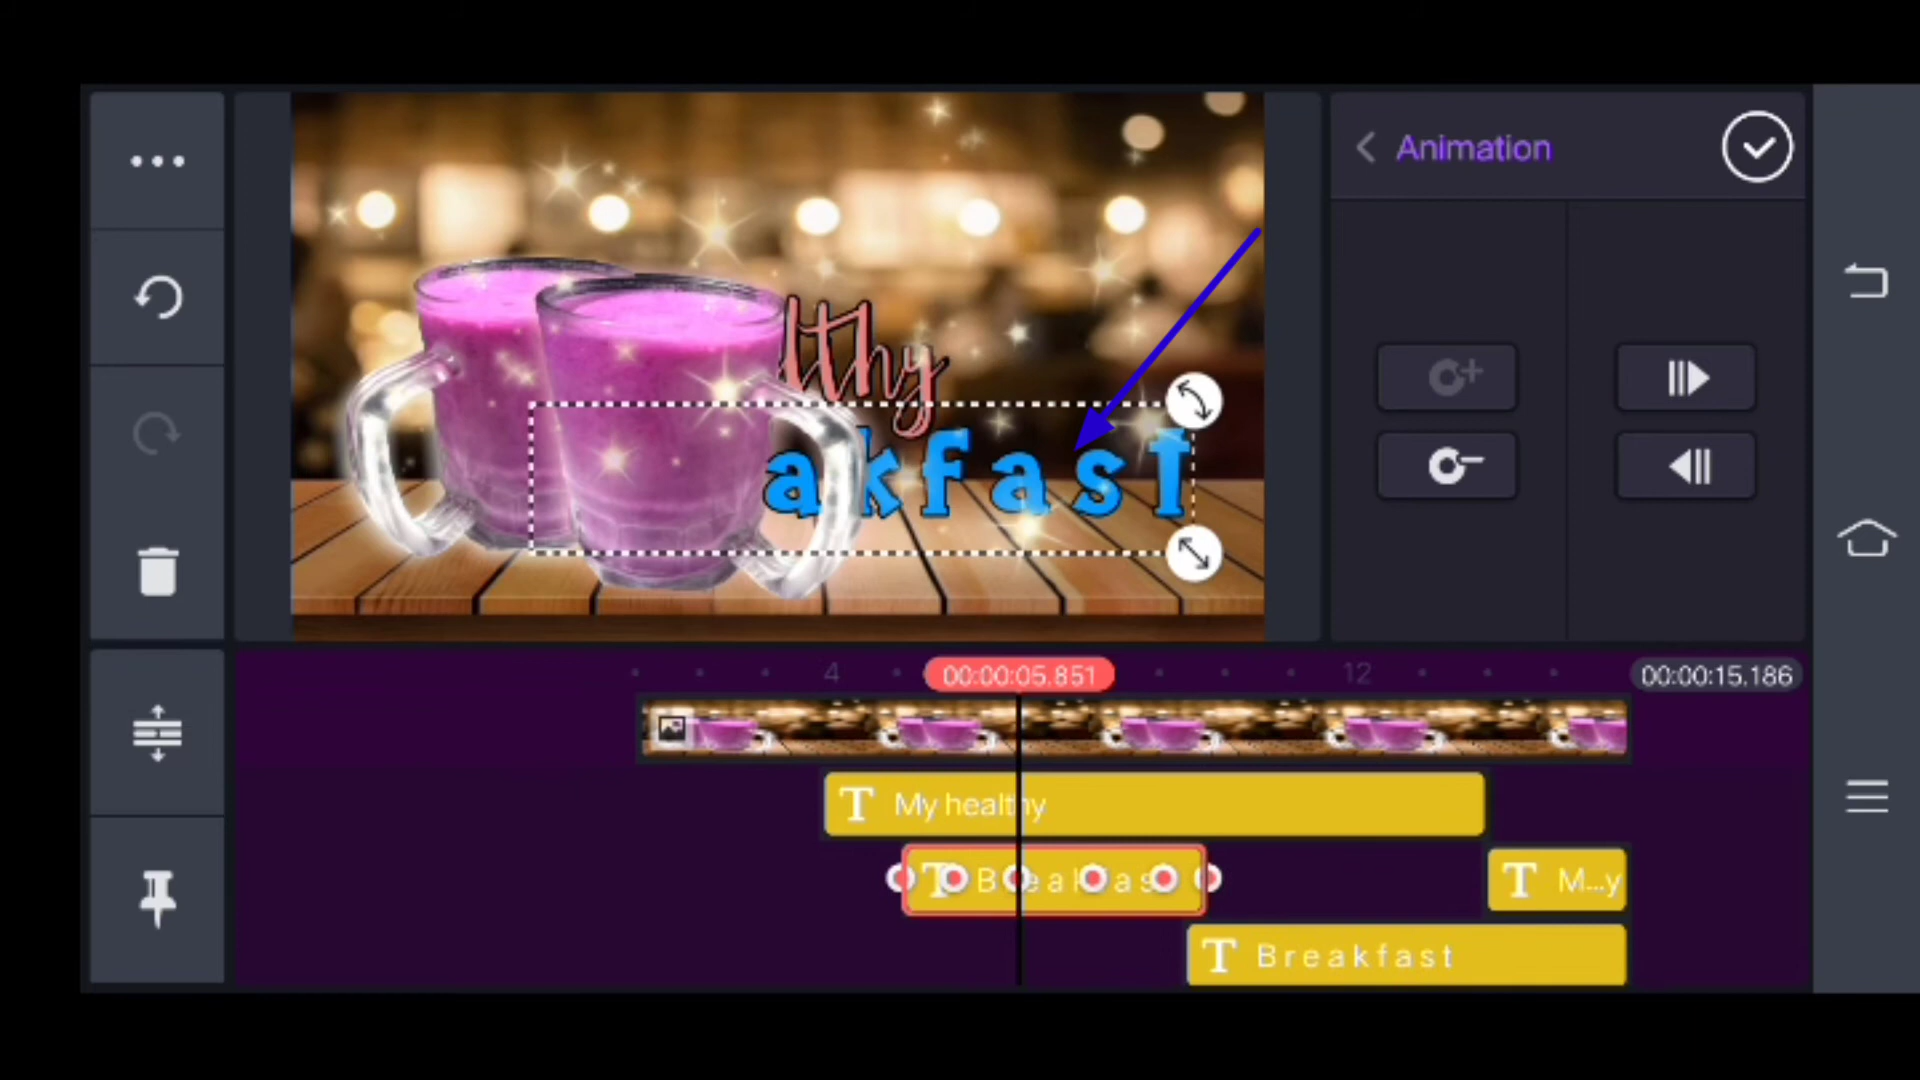 Animation
lthy
akfast
4
00:00:05.851
12
00:00:15.186
T My healthy
T Breakfast
T M...y
T Breakfast